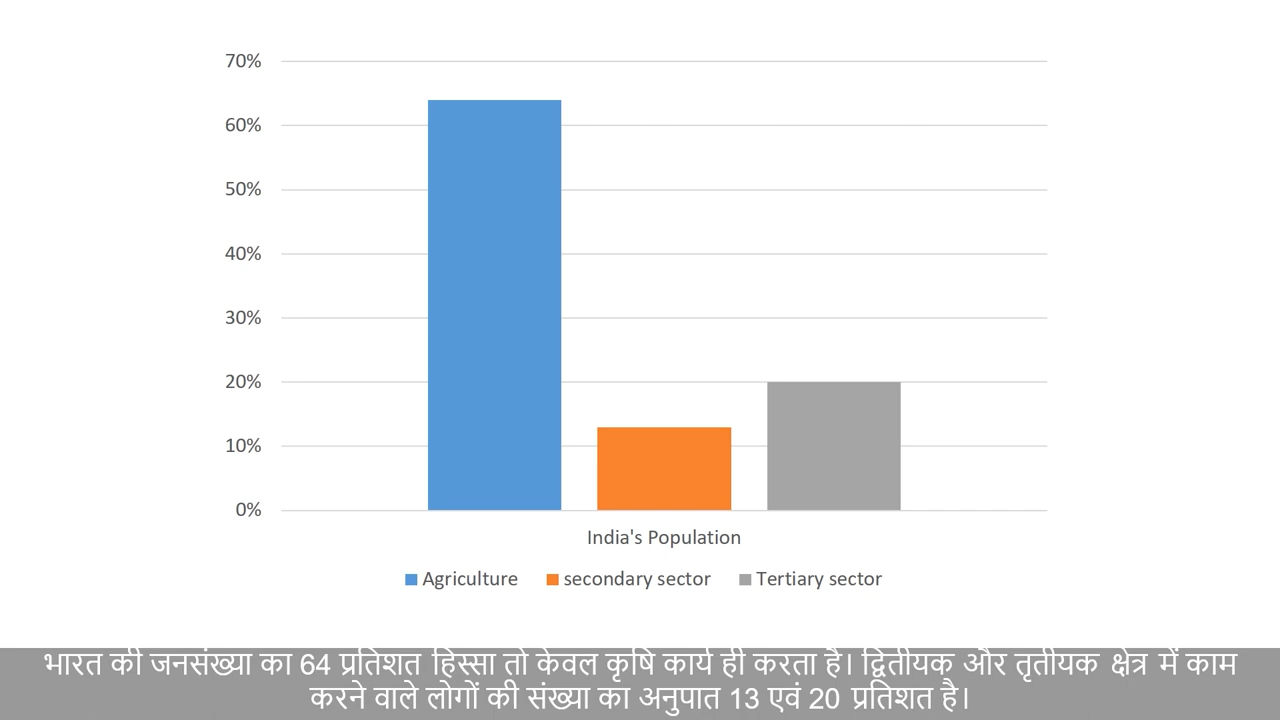 70%
60%
50%
40%
30%
20%
10%
0%
India's Population
Agriculture secondary sector Tertiary sector
भारत की जनसंख्या का 64 प्रतिशत हिस्सा तो केवल कृषि कार्य ही करता है। द्वितीयक और तृतीयक क्षेत्र में काम
करने वाले लोगों की संख्या का अनुपात 13 एवं 20 प्रतिशत है।